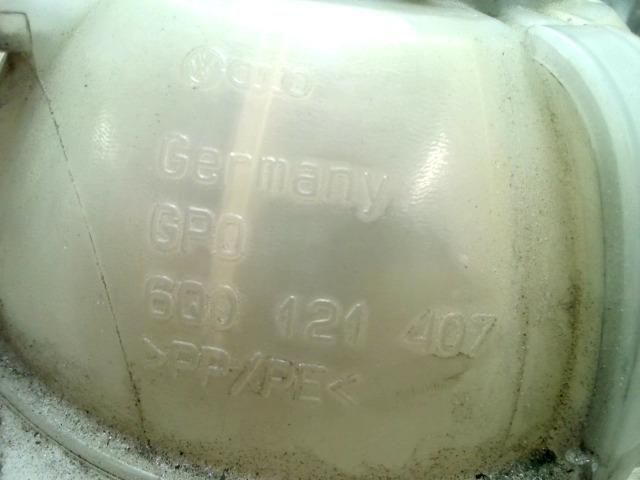 Germany
GPO
6Q0 121 407
>PP/PE<